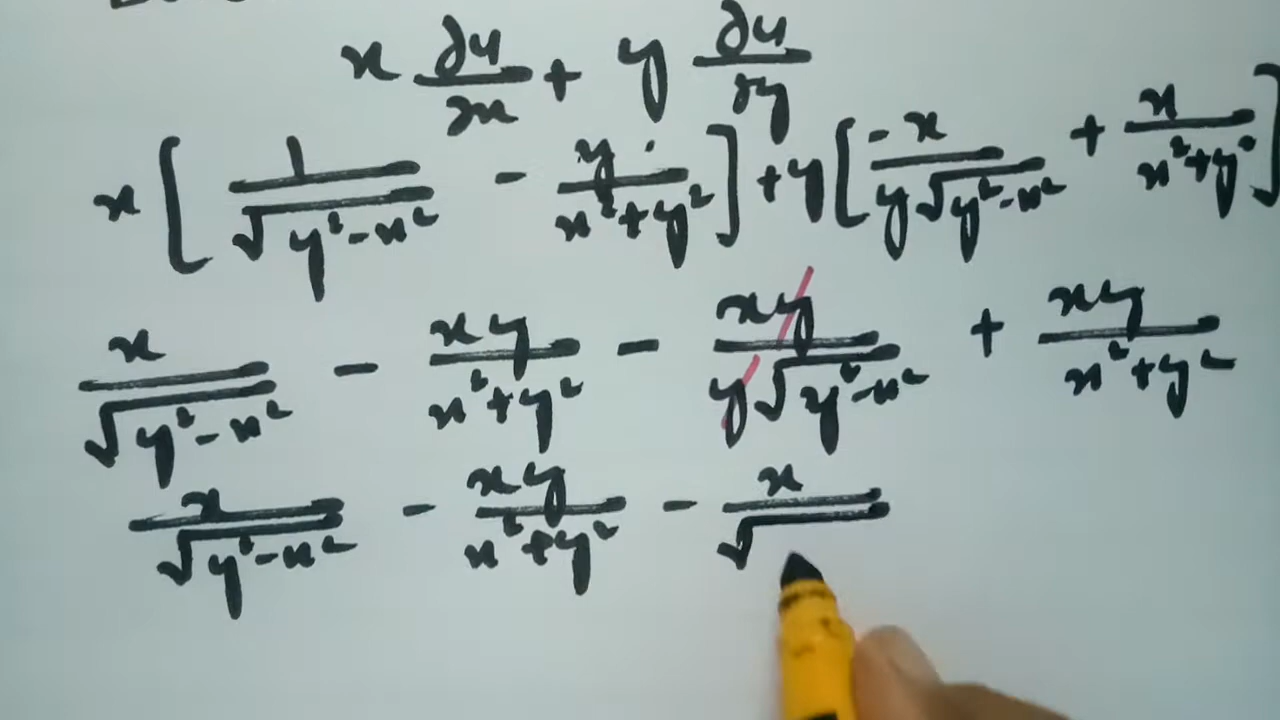 x ∂u/∂x + y ∂u/∂y
x [ 1/√(y²-x²) - y/(x²+y²) ] + y [ -x/(y√(y²-x²)) + x/(x²+y²) ]
x/√(y²-x²) - xy/(x²+y²) - xy/(y√(y²-x²)) + xy/(x²+y²)
x/√(y²-x²) - xy/(x²+y²) - x/√